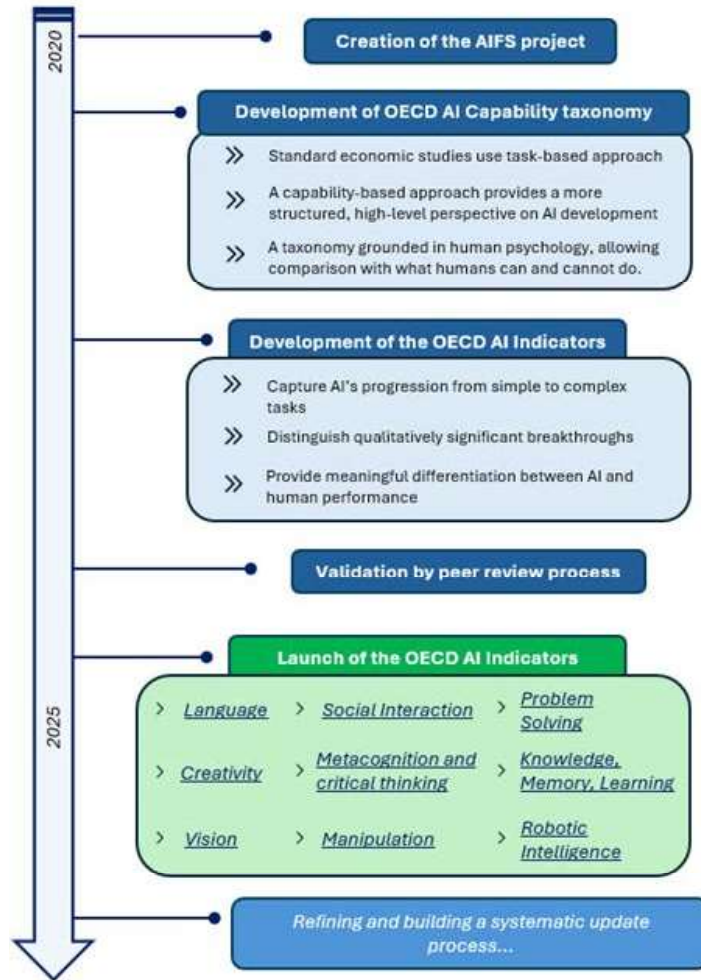 2020
Creation of the AIFS project
Development of OECD AI Capability taxonomy
Standard economic studies use task-based approach
A capability-based approach provides a more
structured, high-level perspective on AI development
A taxonomy grounded in human psychology, allowing
comparison with what humans can and cannot do.
Development of the OECD AI Indicators
Capture AI's progression from simple to complex
tasks
Distinguish qualitatively significant breakthroughs
Provide meaningful differentiation between AI and
human performance
Validation by peer review process
2025
Launch of the OECD AI Indicators
Language
Social Interaction
Problem
Solving
Creativity
Metacognition and
critical thinking
Knowledge,
Memory, Learning
Vision
Manipulation
Robotic
Intelligence
Refining and building a systematic update
process...